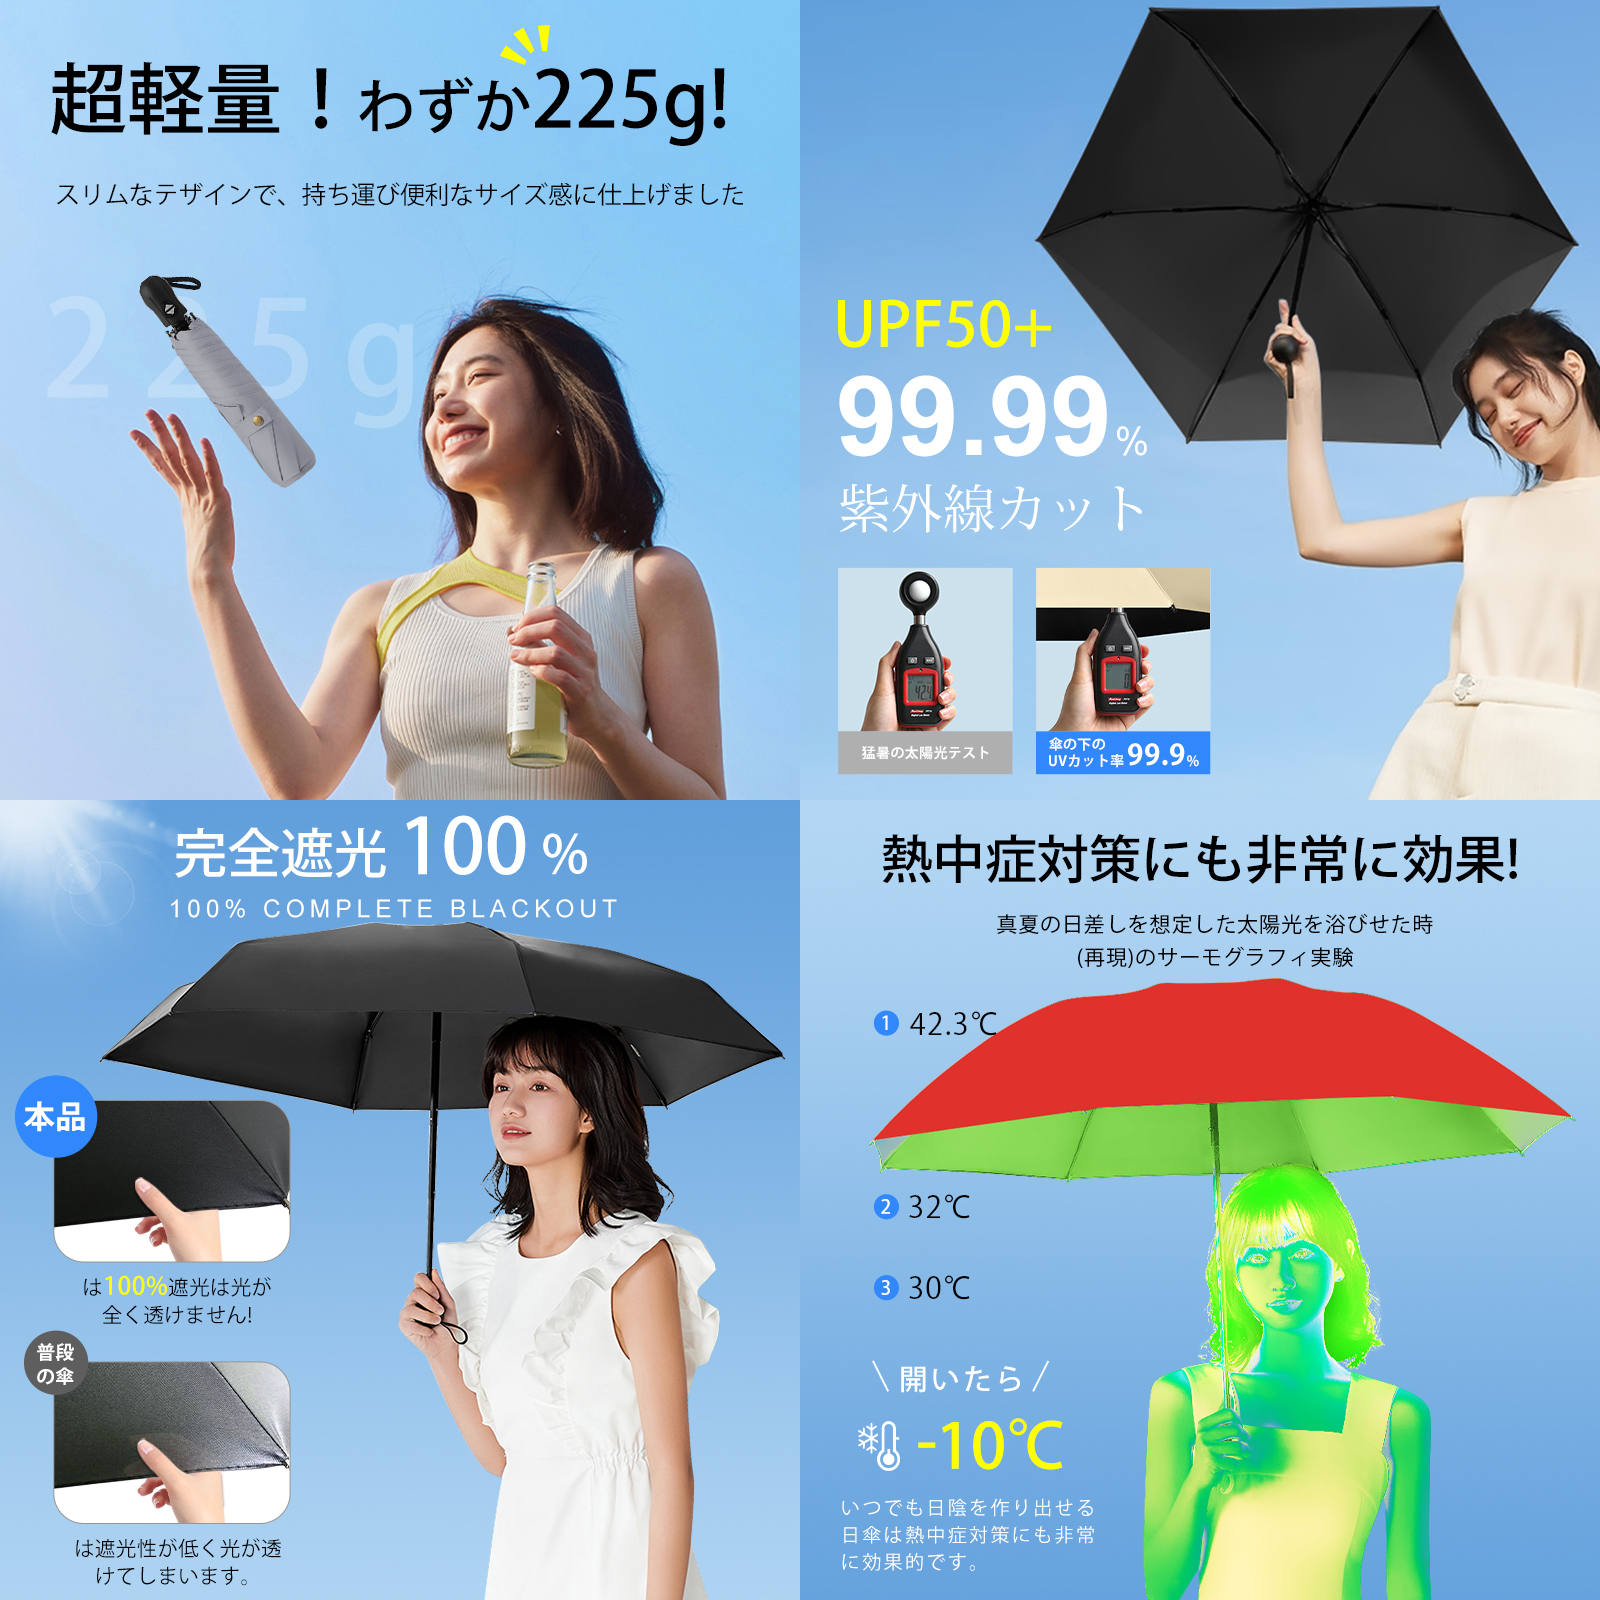 超軽量！わずか225g!
スリムなデザインで、持ち運び便利なサイズ感に仕上げました
225g
UPF50+
99.99%
紫外線カット
424
0
猛暑の太陽光テスト
傘の下の
UVカット率99.9%
完全遮光100%
100% COMPLETE BLACKOUT
本品
は100%遮光は光が
全く透けません!
普段
の傘
は遮光性が低く光が透
けてしまいます。
熱中症対策にも非常に効果!
真夏の日差しを想定した太陽光を浴びせた時
(再現)のサーモグラフィ実験
1 42.3℃
2 32℃
3 30℃
\ 開いたら /
-10℃
いつでも日陰を作り出せる
日傘は熱中症対策にも非常
に効果的です。